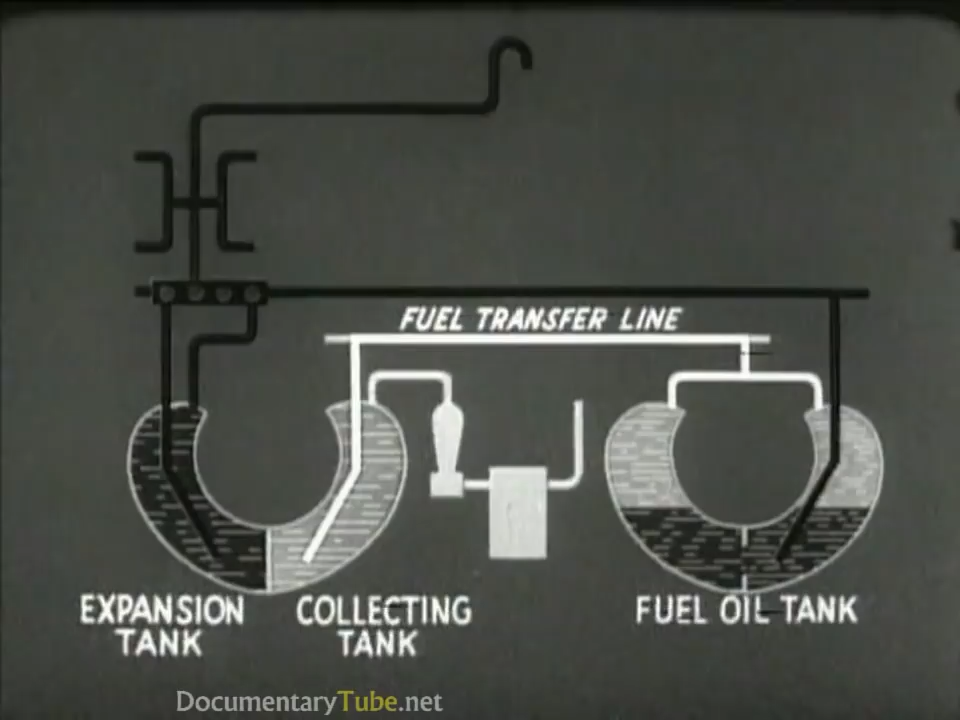 FUEL TRANSFER LINE
EXPANSION
TANK
COLLECTING
TANK
FUEL OIL TANK
DocumentaryTube.net